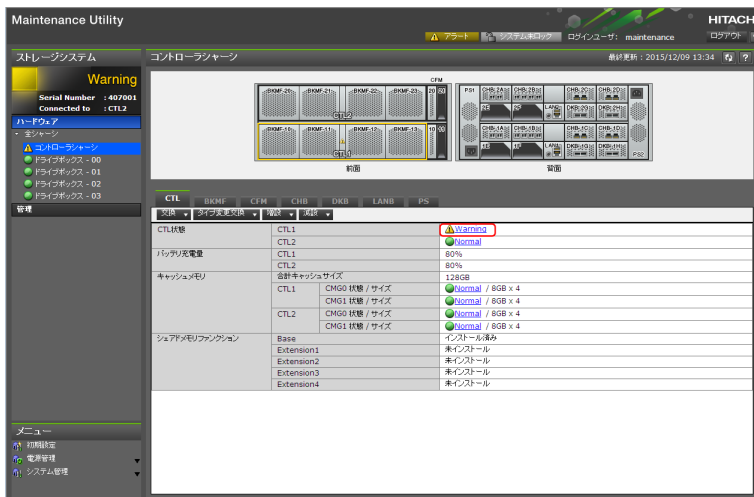 Maintenance Utility
HITACH
アラート システム未ロック ログインユーザ: maintenance ログアウト
ストレージシステム
Warning
Serial Number : 407001
Connected to : CTL2
ハードウェア
全シャーシ
コントローラシャーシ
ドライブボックス - 00
ドライブボックス - 01
ドライブボックス - 02
ドライブボックス - 03
管理
メニュー
初期設定
電源管理
システム管理
コントローラシャーシ
最終更新 : 2015/12/09 13:34
CFM
BKMF-20 BKMF-21 BKMF-22 BKMF-23 20
CTL2
BKMF-10 BKMF-11 BKMF-12 BKMF-13 10
CTL1
前面
PS1 CHB-2A CHB-2B CHB-2C CHB-2D
2E 2F LAN2 DKB-2G DKB-2H
CHB-1A CHB-1B CHB-1C CHB-1D
1E 1F LAN1 DKB-1G DKB-1H PS2
背面
CTL BKMF CFM CHB DKB LANB PS
交換 タイプ変更交換 増設 減設
CTL状態 CTL1 Warning
CTL2 Normal
バッテリ充電量 CTL1 80%
CTL2 80%
キャッシュメモリ 合計キャッシュサイズ 128GB
CTL1 CMG0 状態 / サイズ Normal / 8GB x 4
CMG1 状態 / サイズ Normal / 8GB x 4
CTL2 CMG0 状態 / サイズ Normal / 8GB x 4
CMG1 状態 / サイズ Normal / 8GB x 4
シェアドメモリファンクション Base インストール済み
Extension1 未インストール
Extension2 未インストール
Extension3 未インストール
Extension4 未インストール